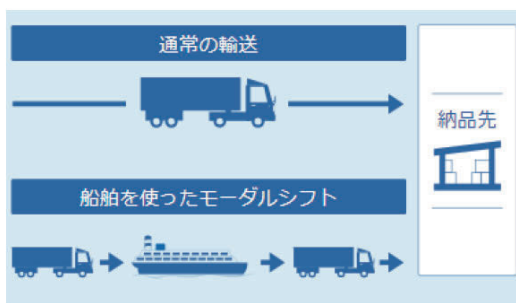 通常の輸送
納品先
船舶を使ったモーダルシフト